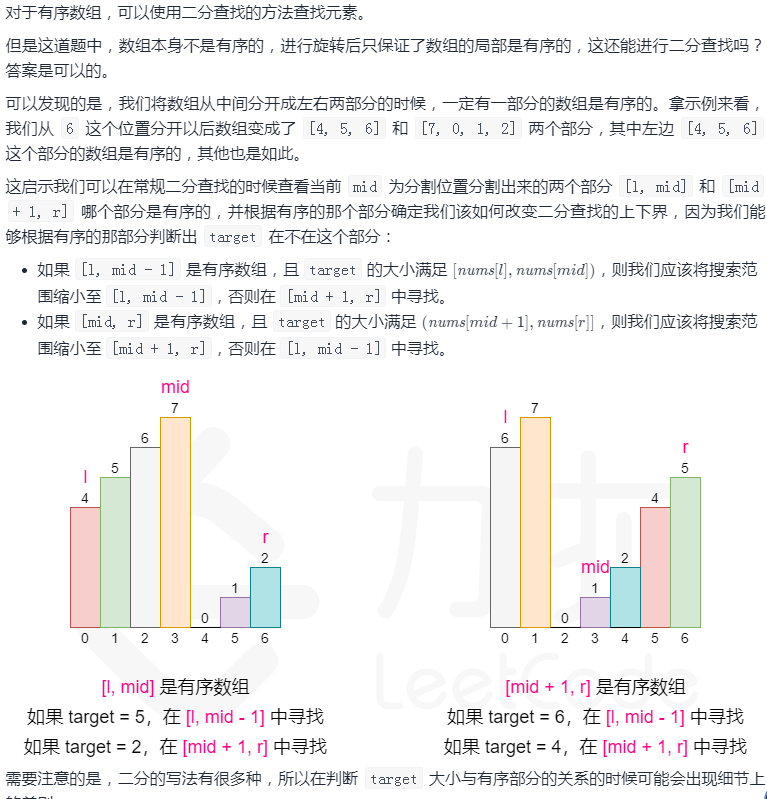 对于有序数组，可以使用二分查找的方法查找元素。
但是这道题中，数组本身不是有序的，进行旋转后只保证了数组的局部是有序的，这还能进行二分查找吗？
答案是可以的。
可以发现的是，我们将数组从中间分开成左右两部分的时候，一定有一部分的数组是有序的。拿示例来看，
我们从 6 这个位置分开以后数组变成了 [4, 5, 6] 和 [7, 0, 1, 2] 两个部分，其中左边 [4, 5, 6]
这个部分的数组是有序的，其他也是如此。
这启示我们可以在常规二分查找的时候查看当前 mid 为分割位置分割出来的两个部分 [l, mid] 和 [mid
+ 1, r] 哪个部分是有序的，并根据有序的那个部分确定我们该如何改变二分查找的上下界，因为我们能
够根据有序的那部分判断出 target 在不在这个部分：
• 如果 [l, mid - 1] 是有序数组，且 target 的大小满足 [nums[l], nums[mid])，则我们应该将搜索范
围缩小至 [l, mid - 1]，否则在 [mid + 1, r] 中寻找。
• 如果 [mid, r] 是有序数组，且 target 的大小满足 (nums[mid + 1], nums[r]]，则我们应该将搜索范
围缩小至 [mid + 1, r]，否则在 [l, mid - 1] 中寻找。
mid
7
6
l
5
4
r
2
1
0
0 1 2 3 4 5 6
[l, mid] 是有序数组
如果 target = 5，在 [l, mid - 1] 中寻找
如果 target = 2，在 [mid + 1, r] 中寻找
l
7
6
r
5
4
mid
2
1
0
0 1 2 3 4 5 6
[mid + 1, r] 是有序数组
如果 target = 6，在 [l, mid - 1] 中寻找
如果 target = 4，在 [mid + 1, r] 中寻找
力扣
LeetCode
需要注意的是，二分的写法有很多种，所以在判断 target 大小与有序部分的关系的时候可能会出现细节上